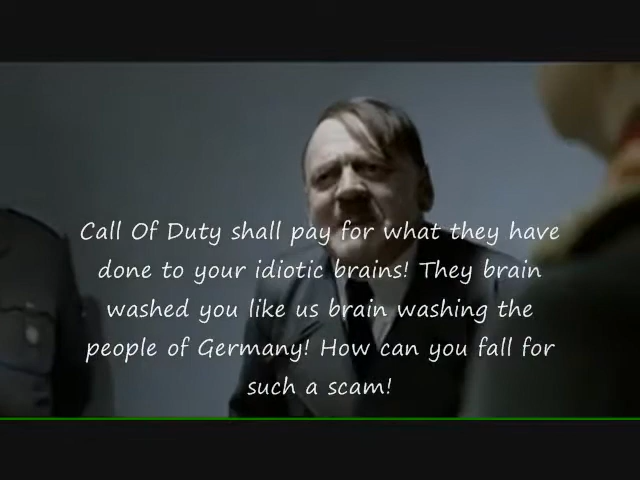 Call Of Duty shall pay for what they have
done to your idiotic brains! They brain
washed you like us brain washing the
people of Germany! How can you fall for
such a scam!